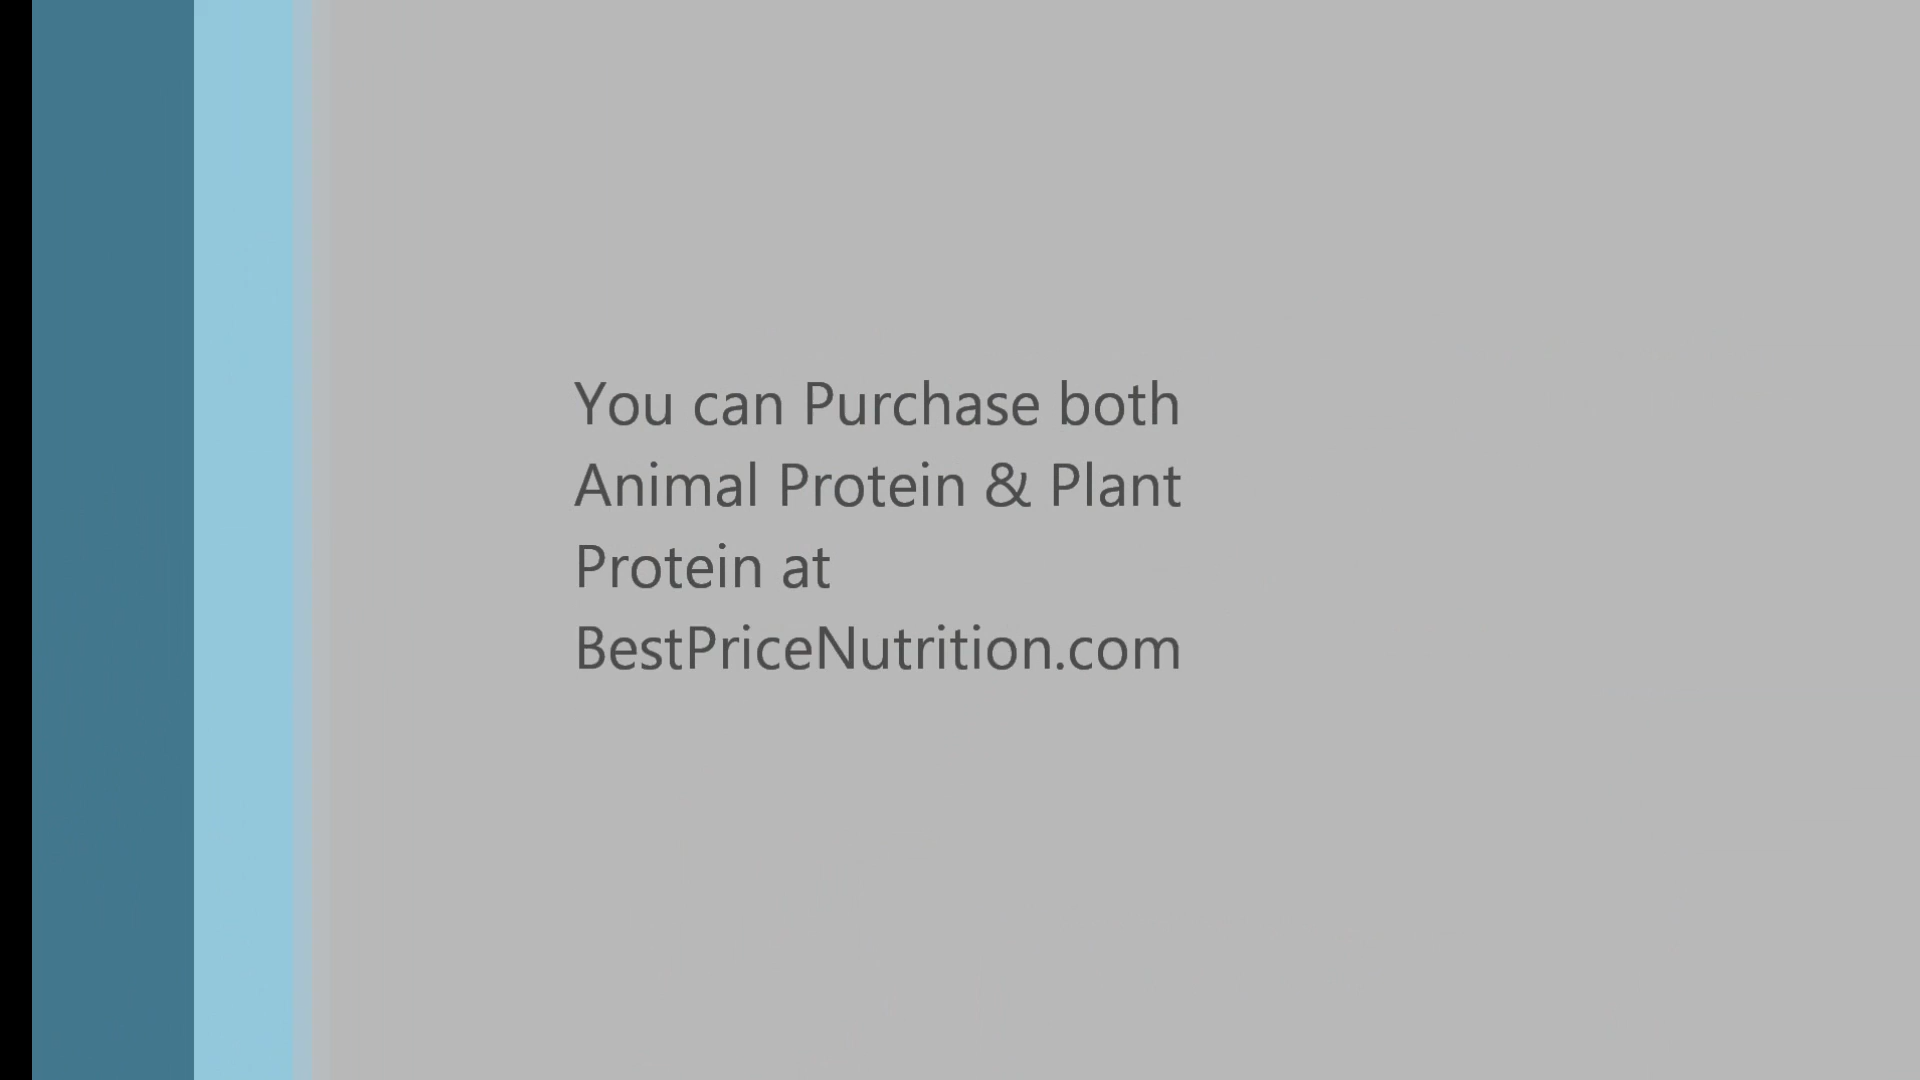 You can Purchase both
Animal Protein & Plant
Protein at
BestPriceNutrition.com